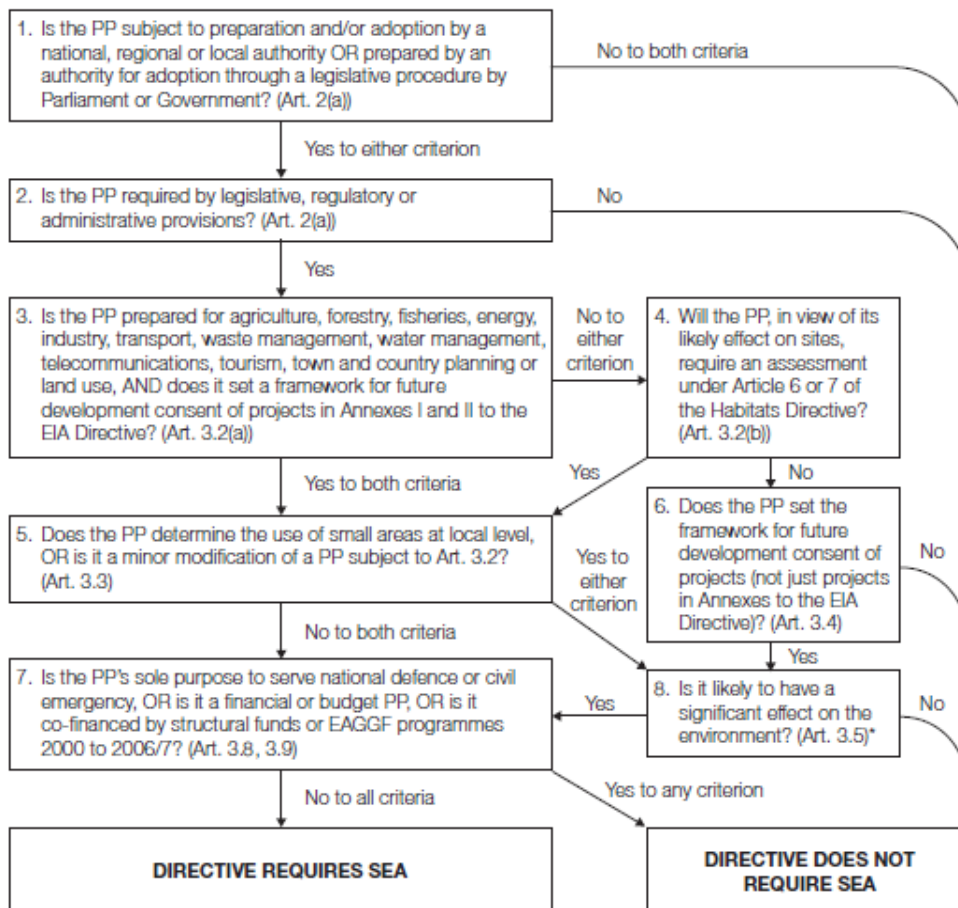 1. Is the PP subject to preparation and/or adoption by a
national, regional or local authority OR prepared by an
authority for adoption through a legislative procedure by
Parliament or Government? (Art. 2(a))
No to both criteria
Yes to either criterion
2. Is the PP required by legislative, regulatory or
administrative provisions? (Art. 2(a))
No
Yes
3. Is the PP prepared for agriculture, forestry, fisheries, energy,
industry, transport, waste management, water management,
telecommunications, tourism, town and country planning or
land use, AND does it set a framework for future
development consent of projects in Annexes I and II to the
EIA Directive? (Art. 3.2(a))
No to
either
criterion
4. Will the PP, in view of its
likely effect on sites,
require an assessment
under Article 6 or 7 of
the Habitats Directive?
(Art. 3.2(b))
Yes to both criteria
Yes
No
5. Does the PP determine the use of small areas at local level,
OR is it a minor modification of a PP subject to Art. 3.2?
(Art. 3.3)
Yes to
either
criterion
6. Does the PP set the
framework for future
development consent of
projects (not just projects
in Annexes to the EIA
Directive)? (Art. 3.4)
No
No to both criteria
Yes
7. Is the PP's sole purpose to serve national defence or civil
emergency, OR is it a financial or budget PP, OR is it
co-financed by structural funds or EAGGF programmes
2000 to 2006/7? (Art. 3.8, 3.9)
Yes
8. Is it likely to have a
significant effect on the
environment? (Art. 3.5)*
No
No to all criteria
Yes to any criterion
DIRECTIVE REQUIRES SEA
DIRECTIVE DOES NOT
REQUIRE SEA